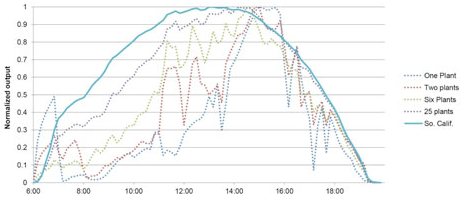 1
0.9
0.8
0.7
0.6
0.5
0.4
0.3
0.2
0.1
0
Normalized output
6:00 8:00 10:00 12:00 14:00 16:00 18:00
One Plant
Two plants
Six Plants
25 plants
So. Calif.